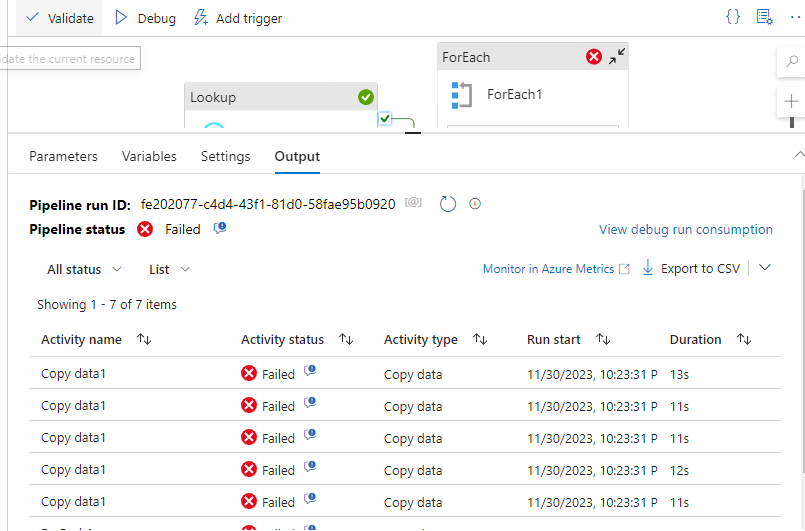 Validate Debug Add trigger {}
idate the current resource
ForEach
Lookup
ForEach1
Parameters Variables Settings Output
Pipeline run ID: fe202077-c4d4-43f1-81d0-58fae95b0920 [@]
Pipeline status Failed View debug run consumption
All status List Monitor in Azure Metrics Export to CSV
Showing 1 - 7 of 7 items
Activity name Activity status Activity type Run start Duration
Copy data1 Failed Copy data 11/30/2023, 10:23:31 P 13s
Copy data1 Failed Copy data 11/30/2023, 10:23:31 P 11s
Copy data1 Failed Copy data 11/30/2023, 10:23:31 P 11s
Copy data1 Failed Copy data 11/30/2023, 10:23:31 P 12s
Copy data1 Failed Copy data 11/30/2023, 10:23:31 P 11s